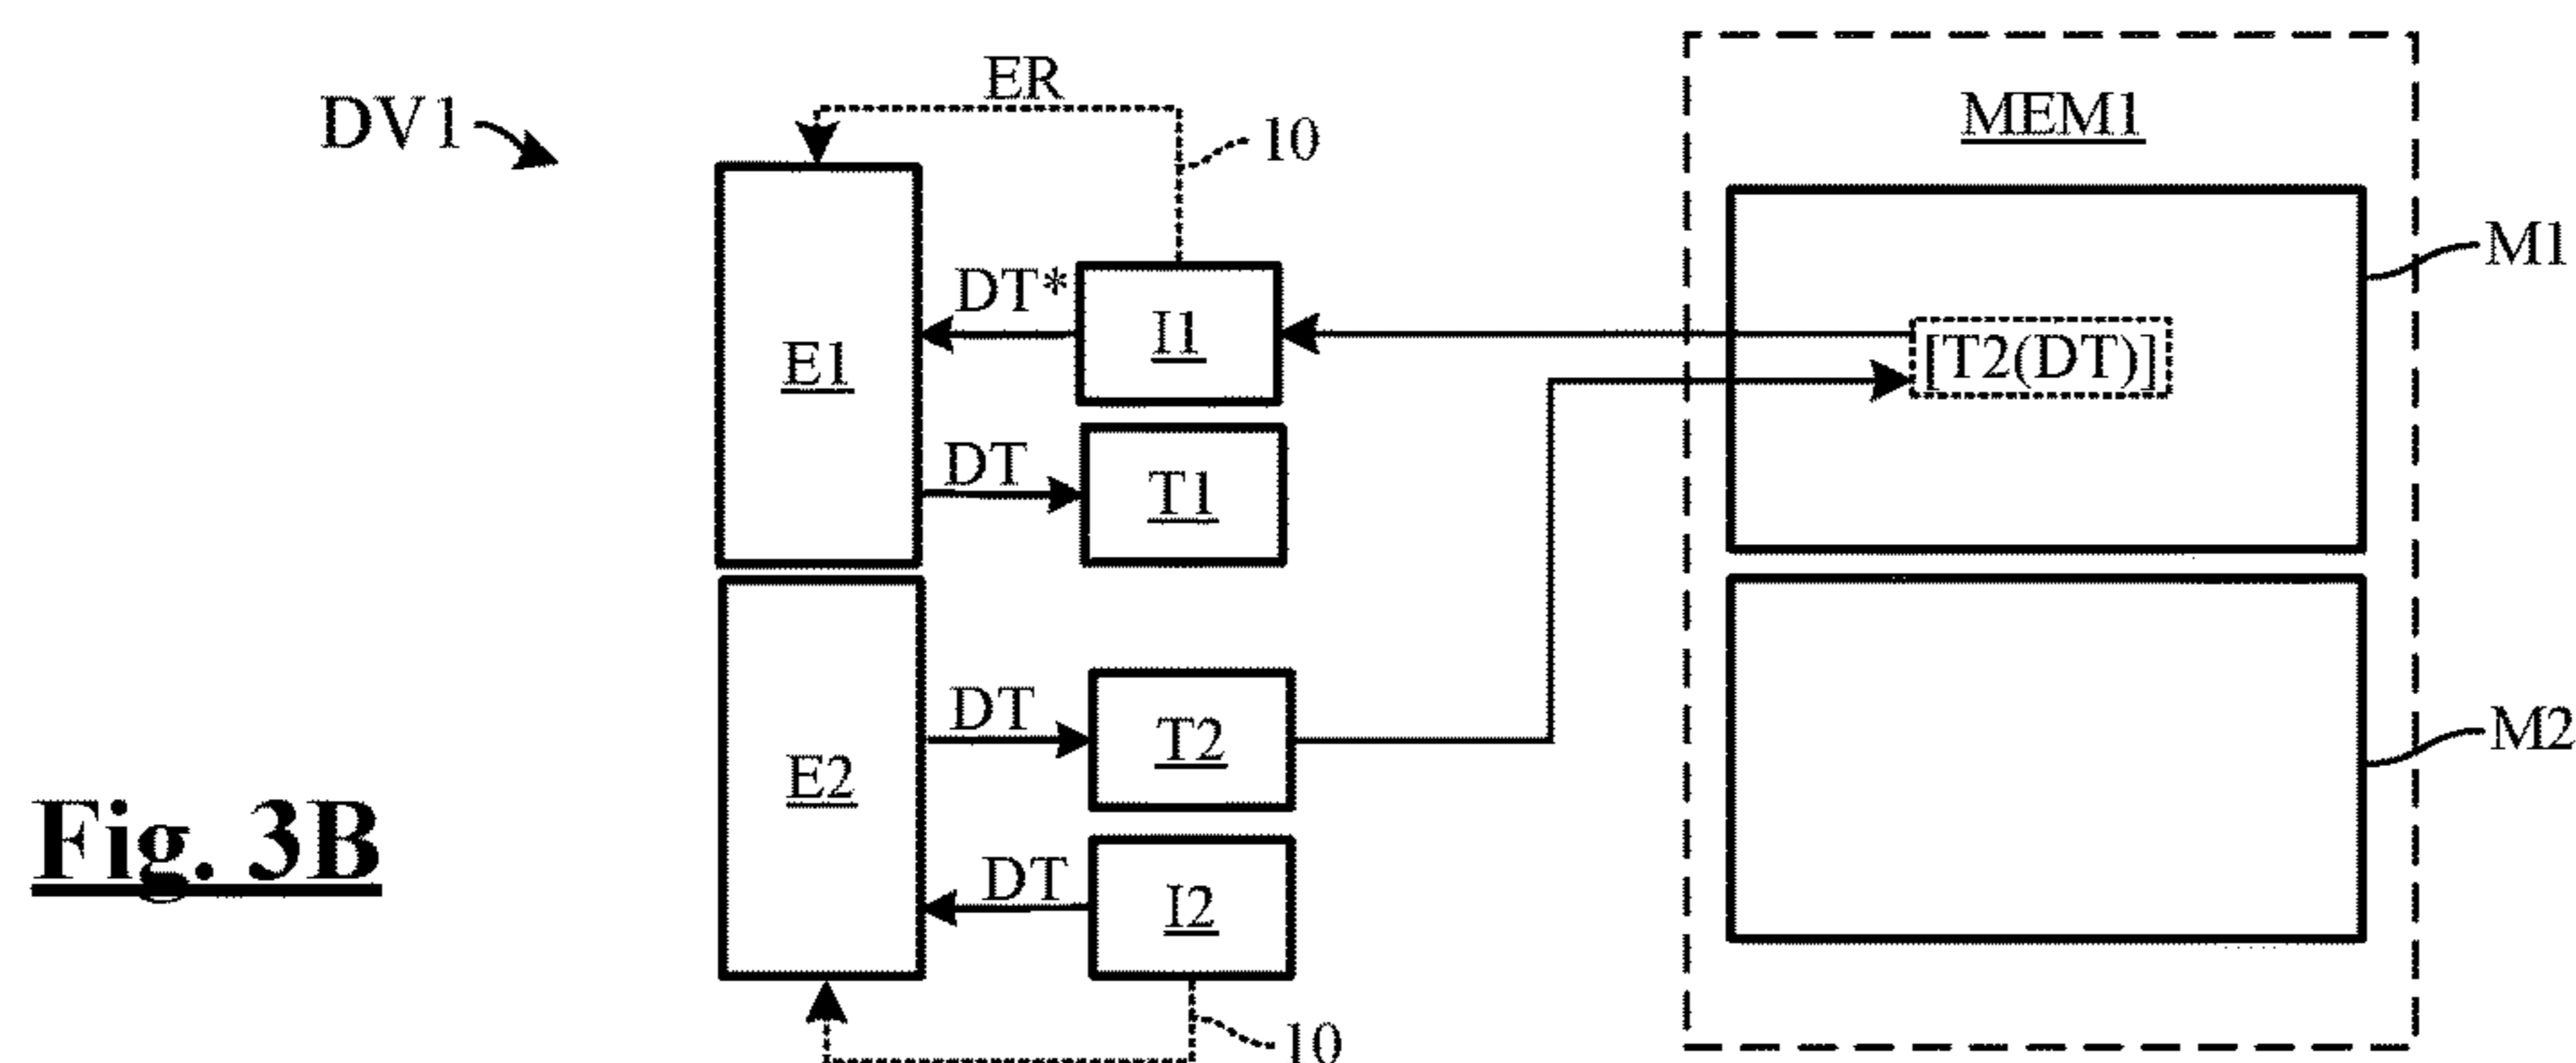 ER
DV1
10
MEM1
M1
DT*
I1
[T2(DT)]
E1
DT
T1
DT
T2
M2
E2
Fig. 3B
DT
I2
10